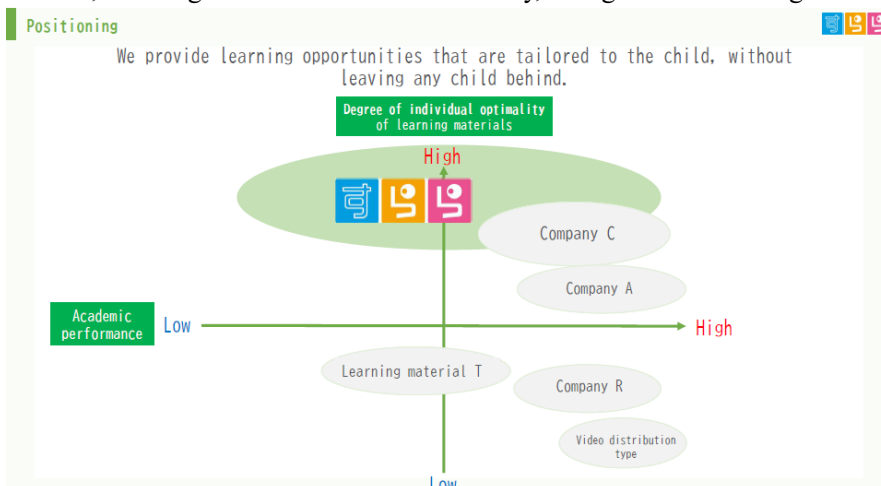 Positioning
We provide learning opportunities that are tailored to the child, without
leaving any child behind.
Degree of individual optimality
of learning materials
High
すらら
Company C
Company A
Academic
performance
Low
High
Learning material T
Company R
Video distribution
type
Low